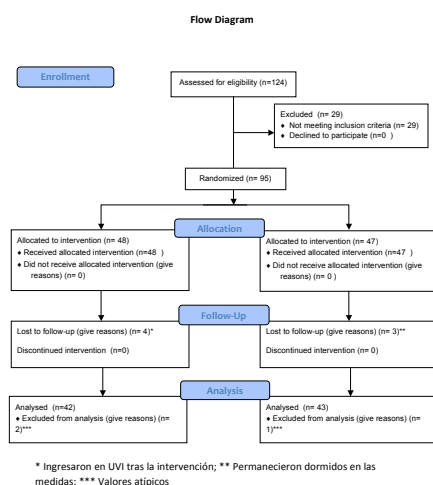 Flow Diagram
Enrollment
Assessed for eligibility (n=124)
Excluded (n= 29)
♦ Not meeting inclusion criteria (n= 29)
♦ Declined to participate (n=0 )
Randomized (n= 95)
Allocation
Allocated to intervention (n= 48)
♦ Received allocated intervention (n=48 )
♦ Did not receive allocated intervention (give
reasons) (n= 0)
Allocated to intervention (n= 47)
♦ Received allocated intervention (n=47 )
♦ Did not receive allocated intervention (give
reasons) (n= 0 )
Follow-Up
Lost to follow-up (give reasons) (n= 4)*
Discontinued intervention (n=0)
Lost to follow-up (give reasons) (n= 3)**
Discontinued intervention (n= 0)
Analysis
Analysed (n=42)
♦ Excluded from analysis (give reasons) (n=
2)***
Analysed (n= 43)
♦ Excluded from analysis (give reasons) (n=
1)***
* Ingresaron en UVI tras la intervención; ** Permanecieron dormidos en las
medidas; *** Valores atípicos